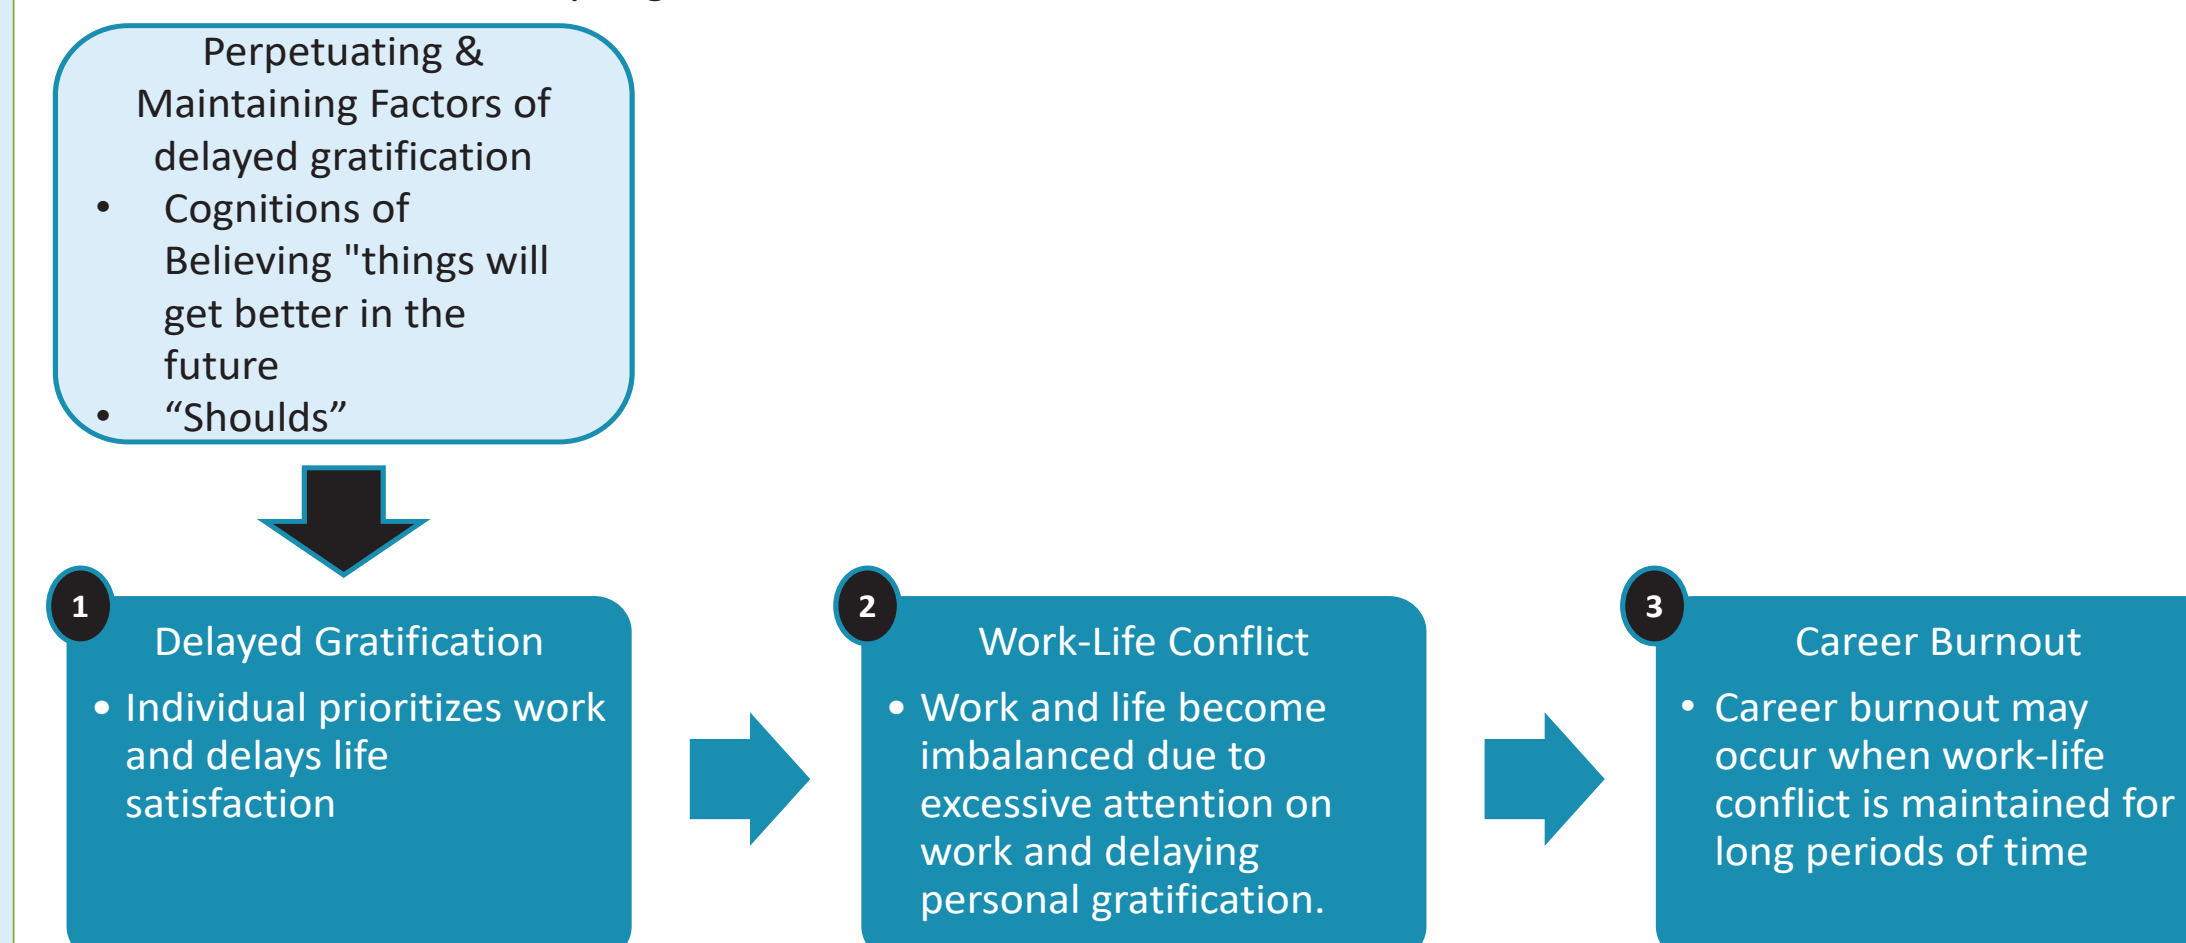 Perpetuating &
Maintaining Factors of
delayed gratification
• Cognitions of
Believing "things will
get better in the
future
• “Shoulds”
1
Delayed Gratification
• Individual prioritizes work
and delays life
satisfaction
2
Work-Life Conflict
• Work and life become
imbalanced due to
excessive attention on
work and delaying
personal gratification.
3
Career Burnout
• Career burnout may
occur when work-life
conflict is maintained for
long periods of time